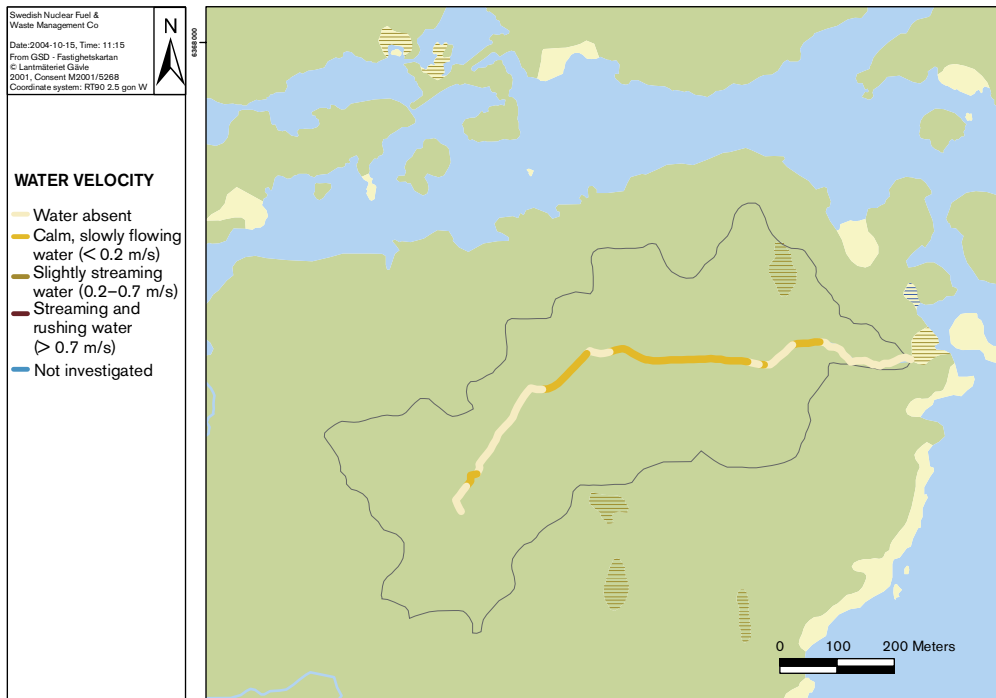 Swedish Nuclear Fuel &
Waste Management Co
Date:2004-10-15, Time: 11:15
From GSD - Fastighetskartan
© Lantmäteriet Gävle
2001, Consent M2001/5268
Coordinate system: RT90 2.5 gon W
N
6368000
WATER VELOCITY
Water absent
Calm, slowly flowing
water (< 0.2 m/s)
Slightly streaming
water (0.2–0.7 m/s)
Streaming and
rushing water
(> 0.7 m/s)
Not investigated
0 100 200 Meters